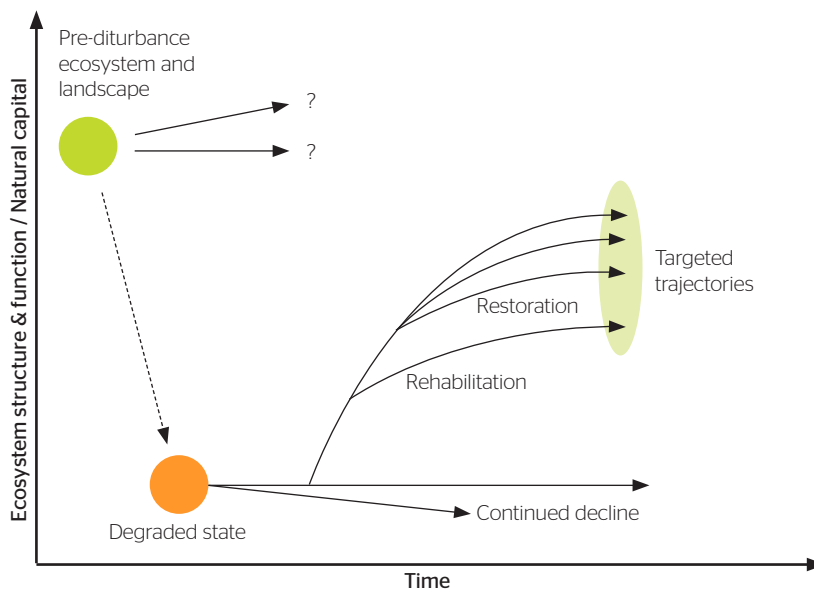 Pre-diturbance
ecosystem and
landscape
?
?
Ecosystem structure & function / Natural capital
Targeted
trajectories
Restoration
Rehabilitation
Continued decline
Degraded state
Time